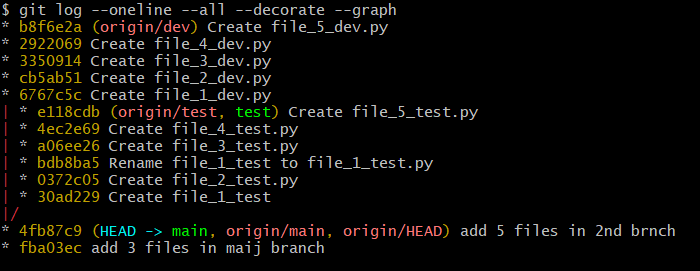 $ git log --oneline --all --decorate --graph
* b8f6e2a (origin/dev) Create file_5_dev.py
* 2922069 Create file_4_dev.py
* 3350914 Create file_3_dev.py
* cb5ab51 Create file_2_dev.py
* 6767c5c Create file_1_dev.py
| * e118cdb (origin/test, test) Create file_5_test.py
| * 4ec2e69 Create file_4_test.py
| * a06ee26 Create file_3_test.py
| * bdb8ba5 Rename file_1_test to file_1_test.py
| * 0372c05 Create file_2_test.py
| * 30ad229 Create file_1_test
|/
* 4fb87c9 (HEAD -> main, origin/main, origin/HEAD) add 5 files in 2nd brnch
* fba03ec add 3 files in maij branch